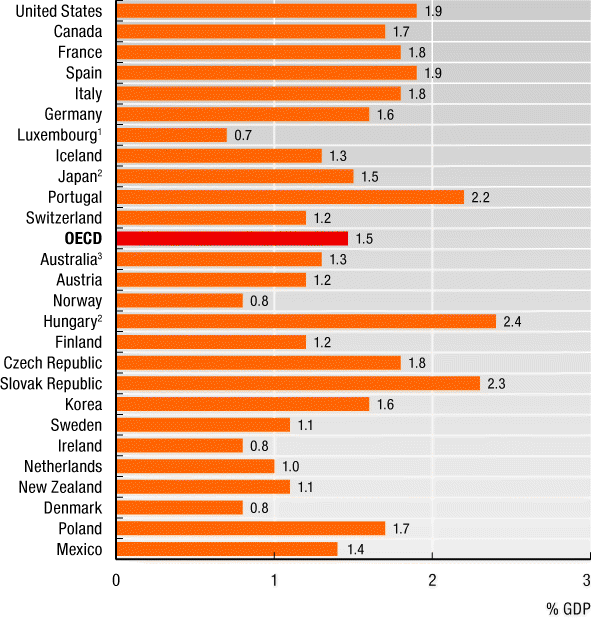 United States 1.9
Canada 1.7
France 1.8
Spain 1.9
Italy 1.8
Germany 1.6
Luxembourg¹ 0.7
Iceland 1.3
Japan² 1.5
Portugal 2.2
Switzerland 1.2
OECD 1.5
Australia³ 1.3
Austria 1.2
Norway 0.8
Hungary² 2.4
Finland 1.2
Czech Republic 1.8
Slovak Republic 2.3
Korea 1.6
Sweden 1.1
Ireland 0.8
Netherlands 1.0
New Zealand 1.1
Denmark 0.8
Poland 1.7
Mexico 1.4
0 1 2 3
% GDP